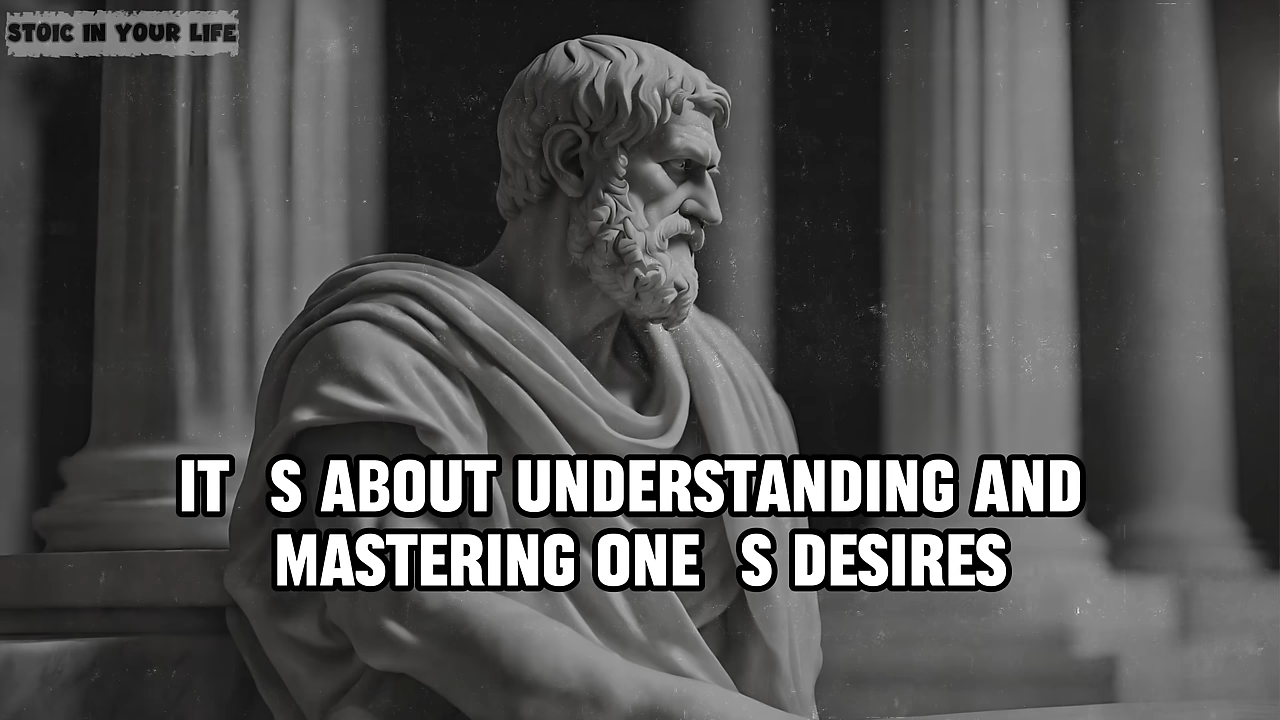 STOIC IN YOUR LIFE
IT S ABOUT UNDERSTANDING AND
MASTERING ONE S DESIRES